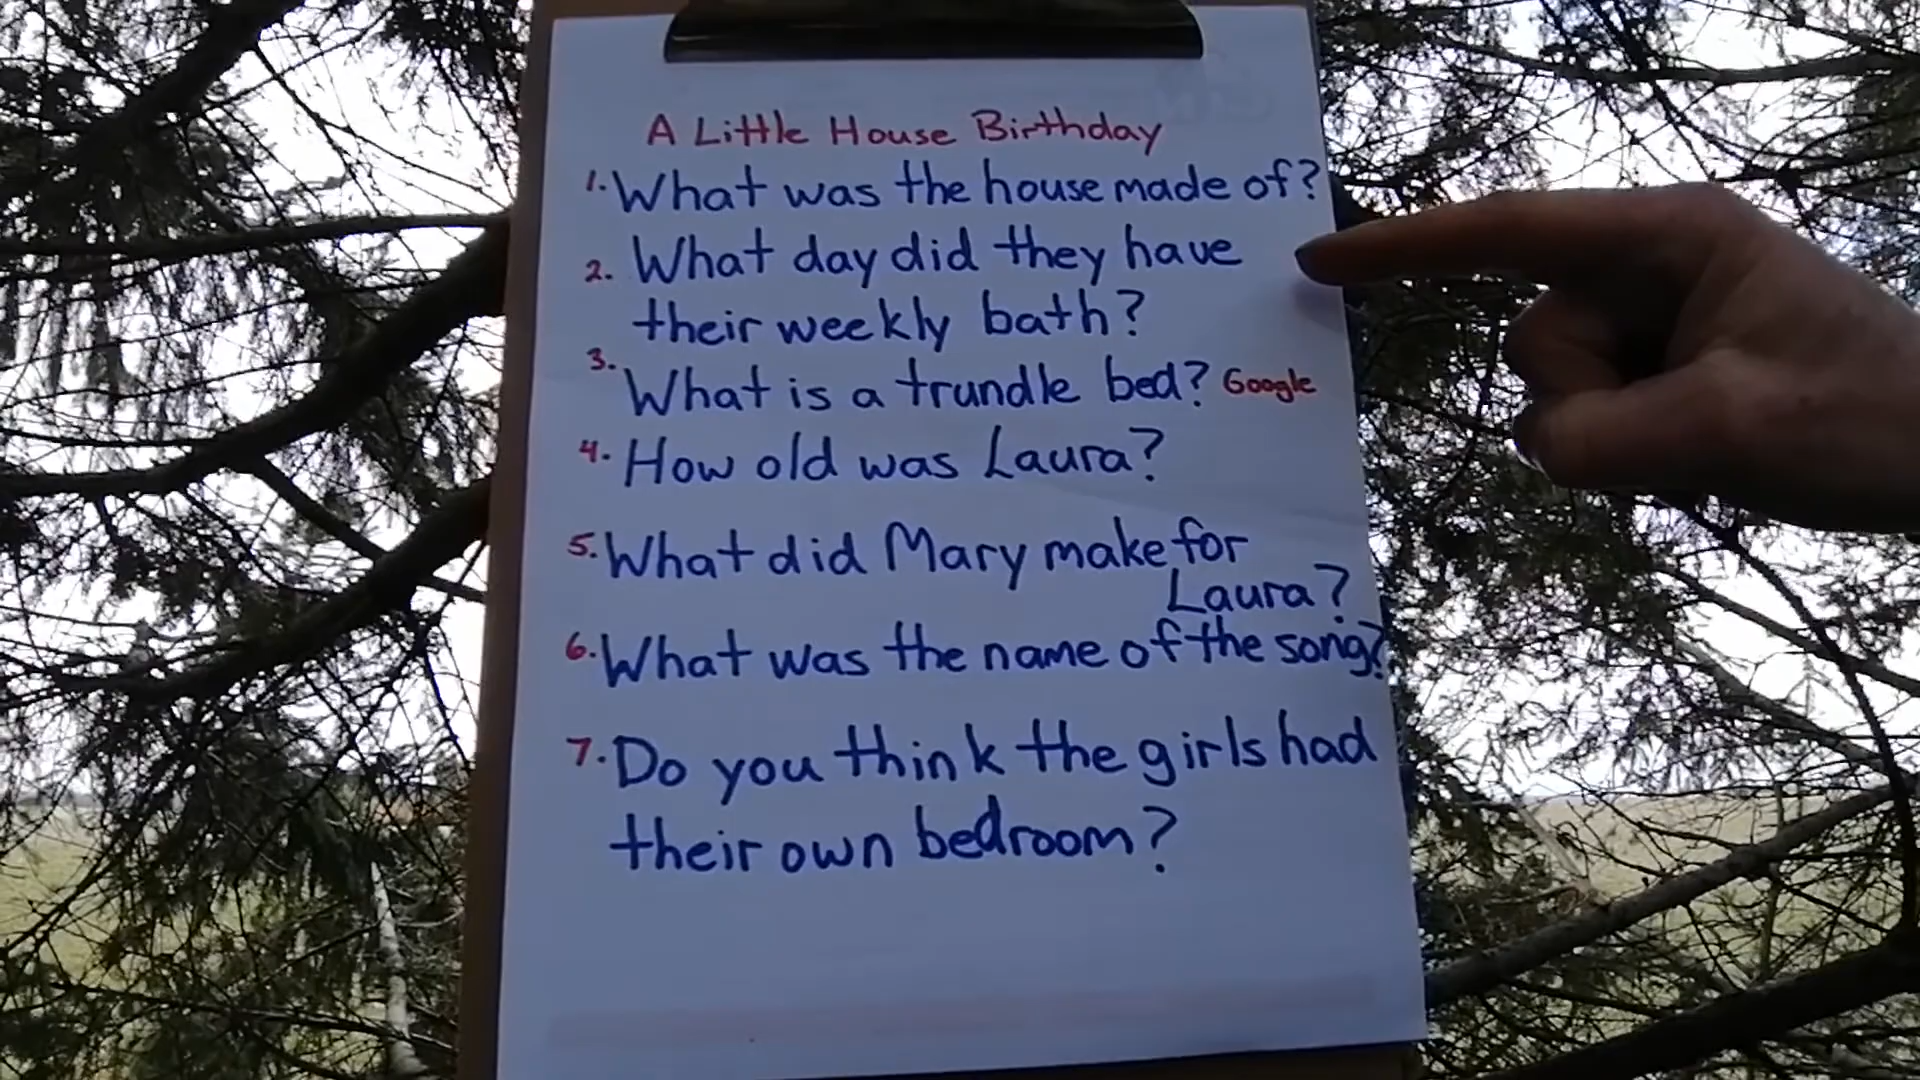 A Little House Birthday
1. What was the house made of?
2. What day did they have
their weekly bath?
3. What is a trundle bed? Google
4. How old was Laura?
5. What did Mary make for
Laura?
6. What was the name of the song?
7. Do you think the girls had
their own bedroom?